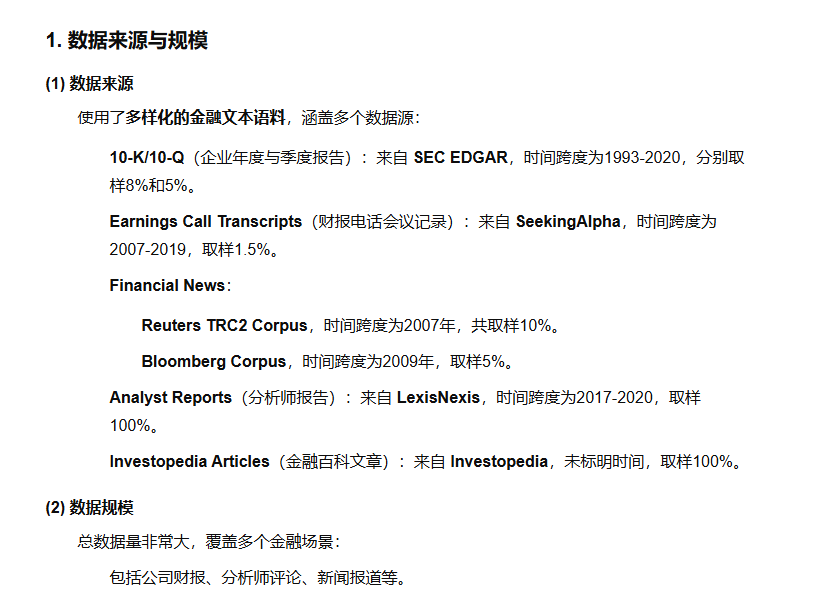 1. 数据来源与规模
(1) 数据来源
使用了多样化的金融文本语料，涵盖多个数据源：
10-K/10-Q（企业年度与季度报告）：来自 SEC EDGAR，时间跨度为1993-2020，分别取
样8%和5%。
Earnings Call Transcripts（财报电话会议记录）：来自 SeekingAlpha，时间跨度为
2007-2019，取样1.5%。
Financial News：
Reuters TRC2 Corpus，时间跨度为2007年，共取样10%。
Bloomberg Corpus，时间跨度为2009年，取样5%。
Analyst Reports（分析师报告）：来自 LexisNexis，时间跨度为2017-2020，取样
100%。
Investopedia Articles（金融百科文章）：来自 Investopedia，未标明时间，取样100%。
(2) 数据规模
总数据量非常大，覆盖多个金融场景：
包括公司财报、分析师评论、新闻报道等。